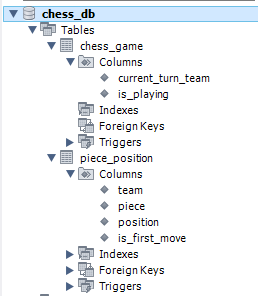 chess_db
Tables
chess_game
Columns
current_turn_team
is_playing
Indexes
Foreign Keys
Triggers
piece_position
Columns
team
piece
position
is_first_move
Indexes
Foreign Keys
Triggers